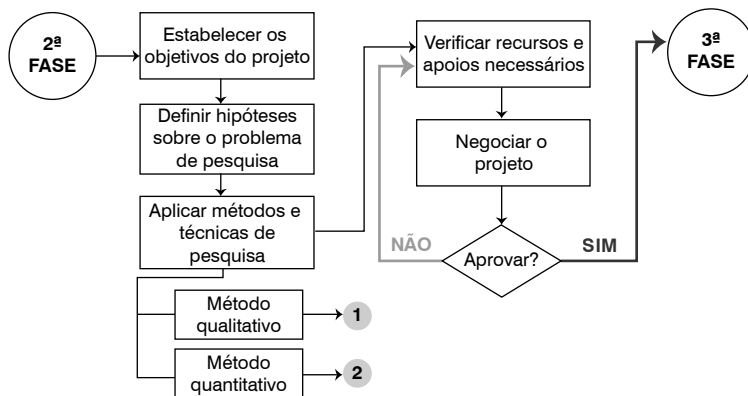 2ª
FASE
Estabelecer os
objetivos do projeto
Definir hipóteses
sobre o problema
de pesquisa
Aplicar métodos e
técnicas de
pesquisa
Método
qualitativo
1
Método
quantitativo
2
Verificar recursos e
apoios necessários
Negociar o
projeto
Aprovar?
NÃO
SIM
3ª
FASE